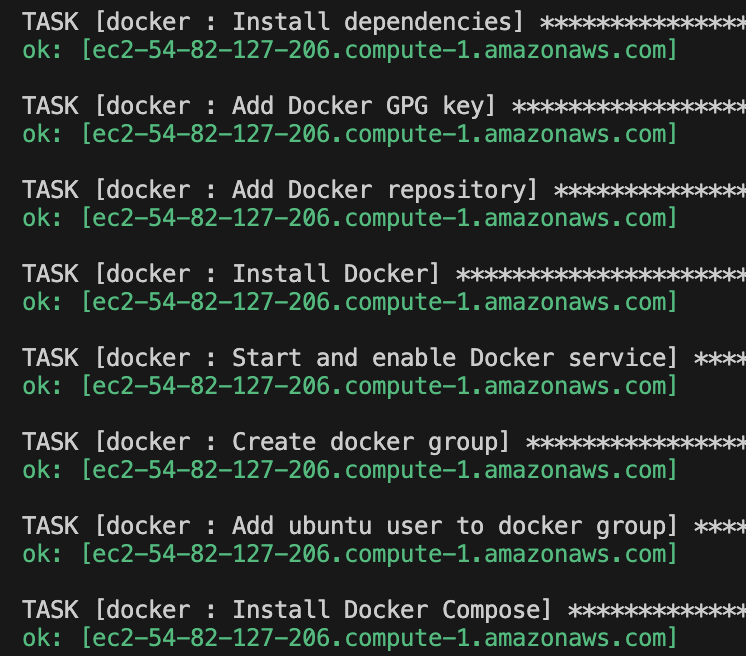 TASK [docker : Install dependencies] ***************
ok: [ec2-54-82-127-206.compute-1.amazonaws.com]
TASK [docker : Add Docker GPG key] *****************
ok: [ec2-54-82-127-206.compute-1.amazonaws.com]
TASK [docker : Add Docker repository] **************
ok: [ec2-54-82-127-206.compute-1.amazonaws.com]
TASK [docker : Install Docker] *********************
ok: [ec2-54-82-127-206.compute-1.amazonaws.com]
TASK [docker : Start and enable Docker service] ****
ok: [ec2-54-82-127-206.compute-1.amazonaws.com]
TASK [docker : Create docker group] ****************
ok: [ec2-54-82-127-206.compute-1.amazonaws.com]
TASK [docker : Add ubuntu user to docker group] ****
ok: [ec2-54-82-127-206.compute-1.amazonaws.com]
TASK [docker : Install Docker Compose] *************
ok: [ec2-54-82-127-206.compute-1.amazonaws.com]